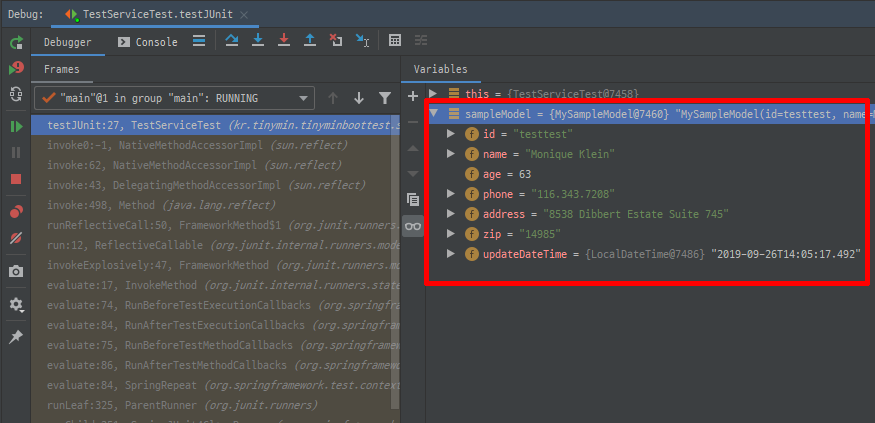 Debug: TestServiceTest.testJUnit
Debugger Console
Frames
"main"@1 in group "main": RUNNING
testJUnit:27, TestServiceTest (kr.tinymin.tinyminboottest.s
invoke0:-1, NativeMethodAccessorImpl (sun.reflect)
invoke:62, NativeMethodAccessorImpl (sun.reflect)
invoke:43, DelegatingMethodAccessorImpl (sun.reflect)
invoke:498, Method (java.lang.reflect)
runReflectiveCall:50, FrameworkMethod$1 (org.junit.runners.
run:12, ReflectiveCallable (org.junit.internal.runners.mode
invokeExplosively:47, FrameworkMethod (org.junit.runners.mo
evaluate:17, InvokeMethod (org.junit.internal.runners.state
evaluate:74, RunBeforeTestExecutionCallbacks (org.springfr
evaluate:84, RunAfterTestExecutionCallbacks (org.springfram
evaluate:75, RunBeforeTestMethodCallbacks (org.springframew
evaluate:86, RunAfterTestMethodCallbacks (org.springframewo
evaluate:84, SpringRepeat (org.springframework.test.context
runLeaf:325, ParentRunner (org.junit.runners)
Variables
this = {TestServiceTest@7458}
sampleModel = {MySampleModel@7460} "MySampleModel(id=testtest, name=
id = "testtest"
name = "Monique Klein"
age = 63
phone = "116.343.7208"
address = "8538 Dibbert Estate Suite 745"
zip = "14985"
updateDateTime = {LocalDateTime@7486} "2019-09-26T14:05:17.492"